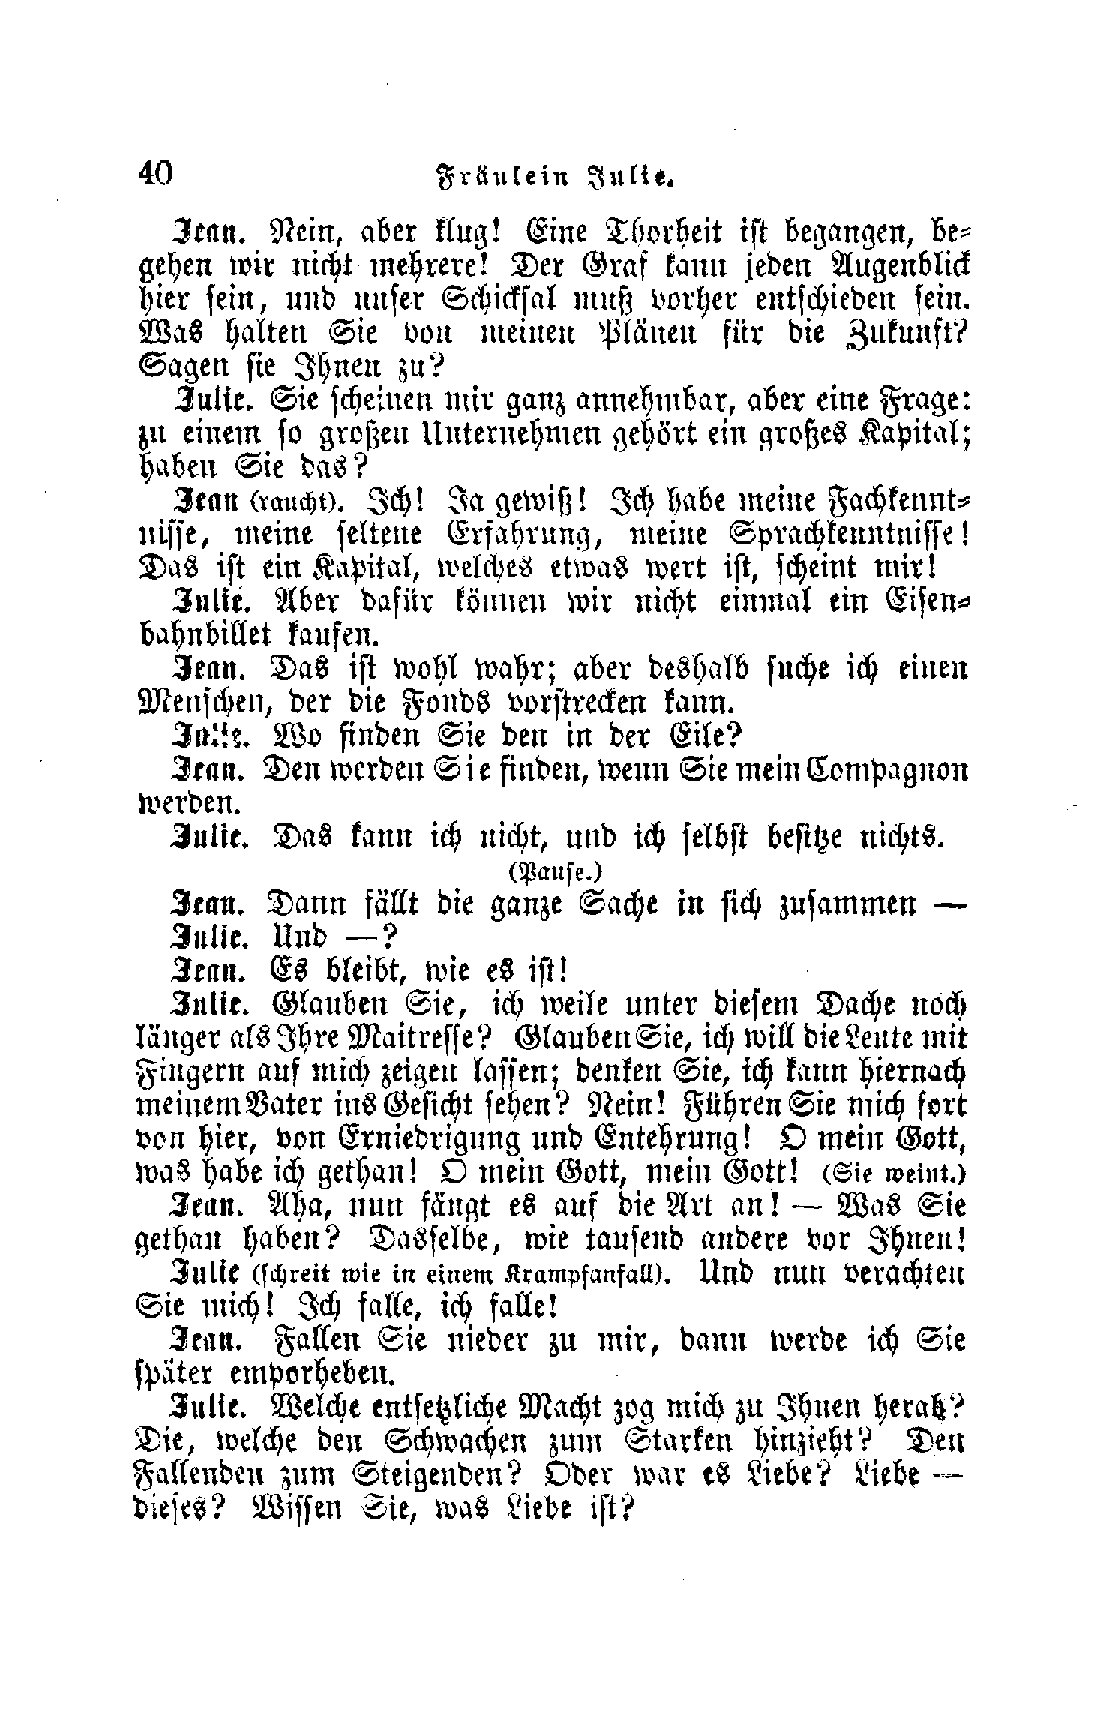 40 Fräulein Julie.
Jean. Nein, aber klug! Eine Thorheit ist begangen, be-
gehen wir nicht mehrere! Der Graf kann jeden Augenblick
hier sein, und unser Schicksal muß vorher entschieden sein.
Was halten Sie von meinen Plänen für die Zukunft?
Sagen sie Ihnen zu?
Julie. Sie scheinen mir ganz annehmbar, aber eine Frage:
zu einem so großen Unternehmen gehört ein großes Kapital;
haben Sie das?
Jean (raucht). Ich! Ja gewiß! Ich habe meine Fachkennt-
nisse, meine seltene Erfahrung, meine Sprachkenntnisse!
Das ist ein Kapital, welches etwas wert ist, scheint mir!
Julie. Aber dafür können wir nicht einmal ein Eisen-
bahnbillet kaufen.
Jean. Das ist wohl wahr; aber deshalb suche ich einen
Menschen, der die Fonds vorstrecken kann.
Julie. Wo finden Sie den in der Eile?
Jean. Den werden Sie finden, wenn Sie mein Compagnon
werden.
Julie. Das kann ich nicht, und ich selbst besitze nichts.
(Pause.)
Jean. Dann fällt die ganze Sache in sich zusammen —
Julie. Und —?
Jean. Es bleibt, wie es ist!
Julie. Glauben Sie, ich weile unter diesem Dache noch
länger als Ihre Maitresse? Glauben Sie, ich will die Leute mit
Fingern auf mich zeigen lassen; denken Sie, ich kann hiernach
meinem Vater ins Gesicht sehen? Nein! Führen Sie mich fort
von hier, von Erniedrigung und Entehrung! O mein Gott,
was habe ich gethan! O mein Gott, mein Gott! (Sie weint.)
Jean. Aha, nun fängt es auf die Art an! — Was Sie
gethan haben? Dasselbe, wie tausend andere vor Ihnen!
Julie (schreit wie in einem Krampfanfall). Und nun verachten
Sie mich! Ich falle, ich falle!
Jean. Fallen Sie nieder zu mir, dann werde ich Sie
später emporheben.
Julie. Welche entsetzliche Macht zog mich zu Ihnen herab?
Die, welche den Schwachen zum Starken hinzieht? Den
Fallenden zum Steigenden? Oder war es Liebe? Liebe —
dieses? Wissen Sie, was Liebe ist?